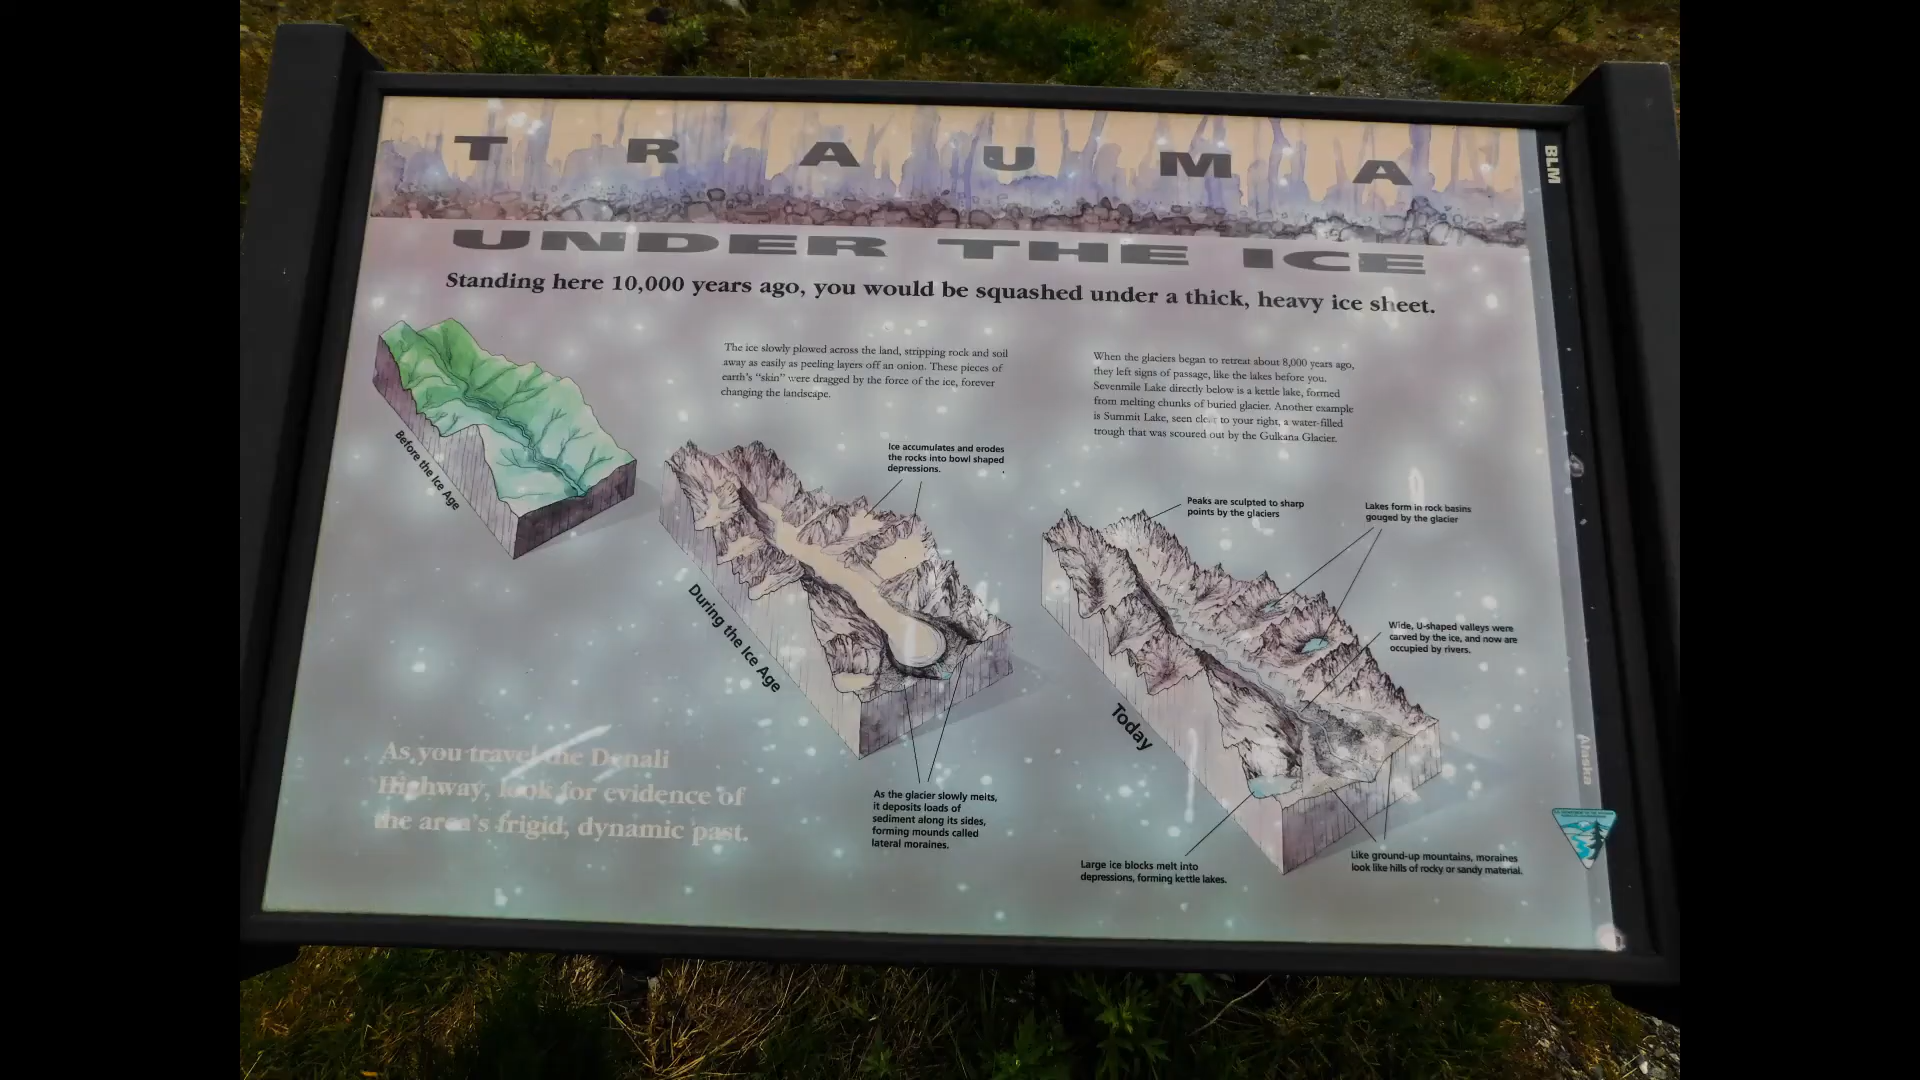 TRAUMA
UNDER THE ICE
Standing here 10,000 years ago, you would be squashed under a thick, heavy ice sheet.
The ice slowly plowed across the land, stripping rock and soil
away as easily as peeling layers off an onion. These pieces of
earth's “skin” were dragged by the force of the ice, forever
changing the landscape.
When the glaciers began to retreat about 8,000 years ago,
they left signs of passage, like the lakes before you.
Sevenmile Lake directly below is a kettle lake, formed
from melting chunks of buried glacier. Another example
is Summit Lake, seen to your right, a water-filled
trough that was scoured out by the Gulkana Glacier.
Before the Ice Age
Ice accumulates and erodes
the rocks into bowl shaped
depressions.
During the Ice Age
As the glacier slowly melts,
it deposits loads of
sediment along its sides,
forming mounds called
lateral moraines.
Peaks are sculpted to sharp
points by the glaciers
Lakes form in rock basins
gouged by the glacier
Wide, U-shaped valleys were
carved by the ice, and now are
occupied by rivers.
Today
Large ice blocks melt into
depressions, forming kettle lakes.
Like ground-up mountains, moraines
look like hills of rocky or sandy material.
As you travel the Denali
Highway, look for evidence of
the area's frigid, dynamic past.
BLM
Alaska